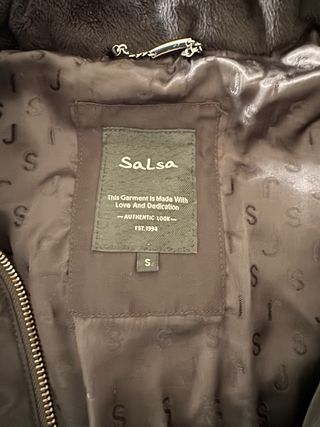 Salsa
This Garment Is Made With
Love And Dedication
— AUTHENTIC LOOK —
EST. 1998
S